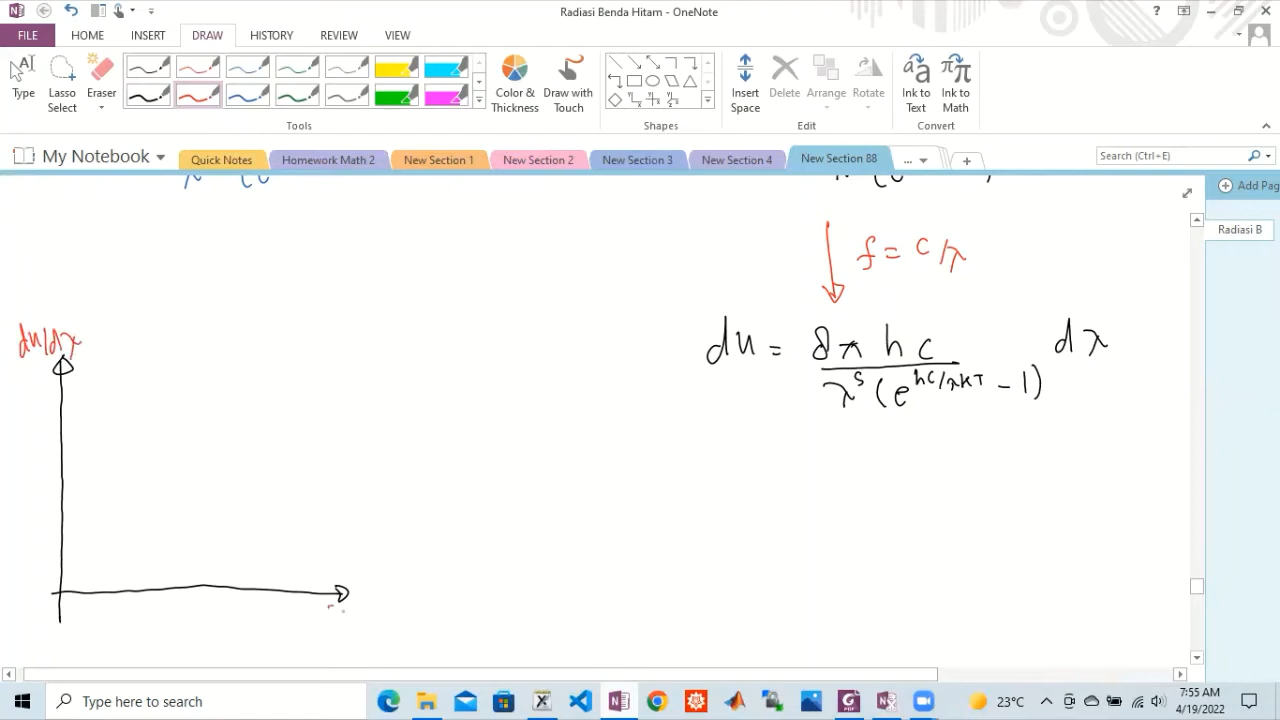 Radiasi Benda Hitam - OneNote
FILE HOME INSERT DRAW HISTORY REVIEW VIEW
Type
Lasso Select
Eraser
Color & Thickness
Draw with Touch
Insert Space
Delete
Arrange
Rotate
Ink to Text
Ink to Math
Tools
Shapes
Edit
Convert
My Notebook
Quick Notes
Homework Math 2
New Section 1
New Section 2
New Section 3
New Section 4
New Section 88
...
Search (Ctrl+E)
Add Pag
Radiasi B
f = c/λ
du/dλ
du = 8π h c / λ^5 (e^hc/λkT - 1) dλ
Type here to search
23°C
7:55 AM
4/19/2022